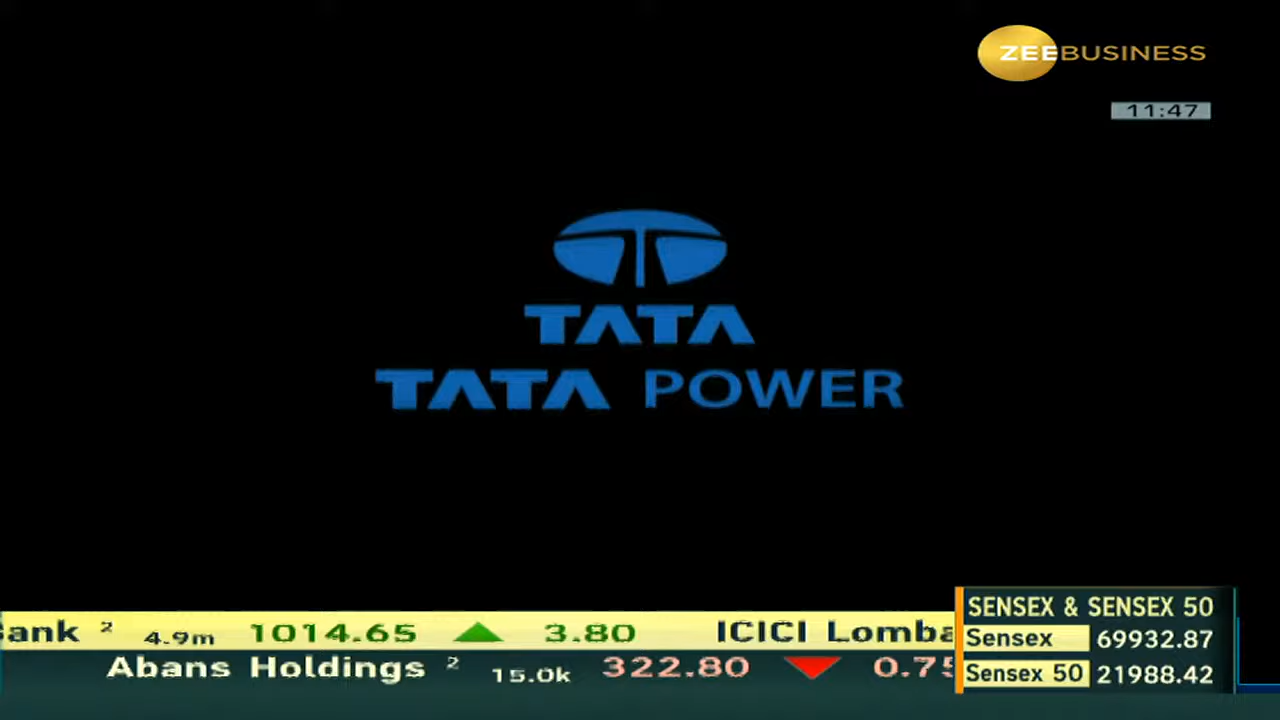 ZEEBUSINESS
11:47
TATA
TATA POWER
ank 2 4.9m 1014.65 3.80 ICICI Lomba
Abans Holdings 2 15.0k 322.80 0.75
SENSEX & SENSEX 50
Sensex 69932.87
Sensex 50 21988.42